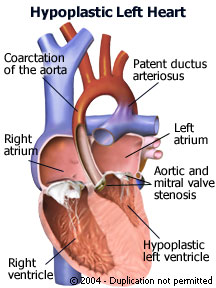 Hypoplastic Left Heart
Coarctation
of the aorta
Patent ductus
arteriosus
Right
atrium
Left
atrium
Aortic and
mitral valve
stenosis
Hypoplastic
left ventricle
Right
ventricle
© 2004 - Duplication not permitted